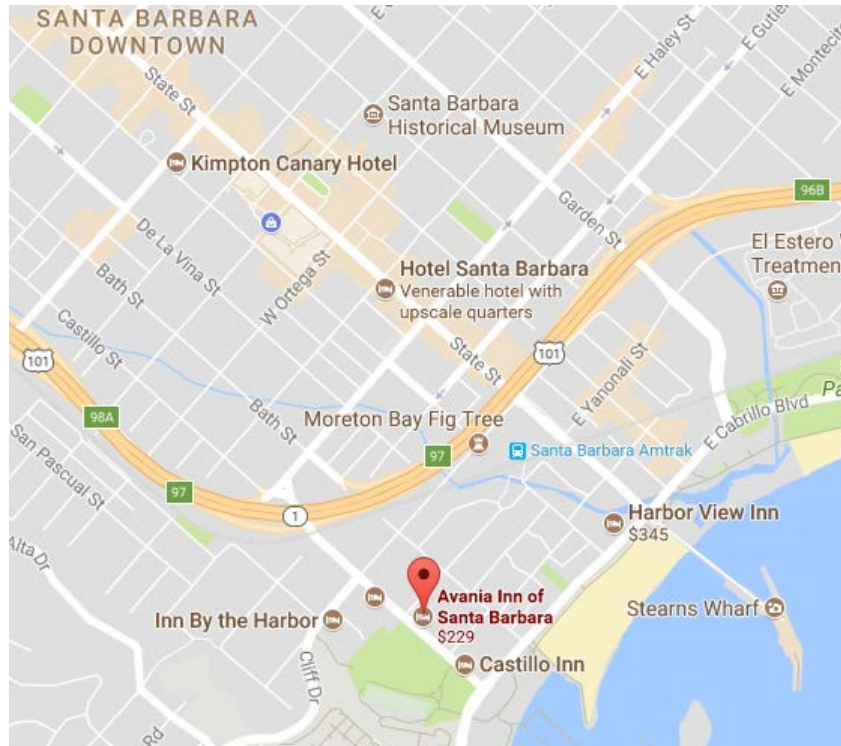 SANTA BARBARA
DOWNTOWN
State St
E Haley St
E Gutier
E Montecito
Santa Barbara
Historical Museum
Kimpton Canary Hotel
96B
Garden St
De La Vina St
El Estero
Treatment
Bath St
W Ortega St
Hotel Santa Barbara
Venerable hotel with
upscale quarters
Castillo St
State St
101
101
E Yanonali St
98A
Bath St
Moreton Bay Fig Tree
Pa
E Cabrillo Blvd
San Pascual St
97
Santa Barbara Amtrak
97
1
Harbor View Inn
$345
Alta Dr
Avania Inn of
Santa Barbara
$229
Inn By the Harbor
Stearns Wharf
Castillo Inn
Cliff Dr
Rd